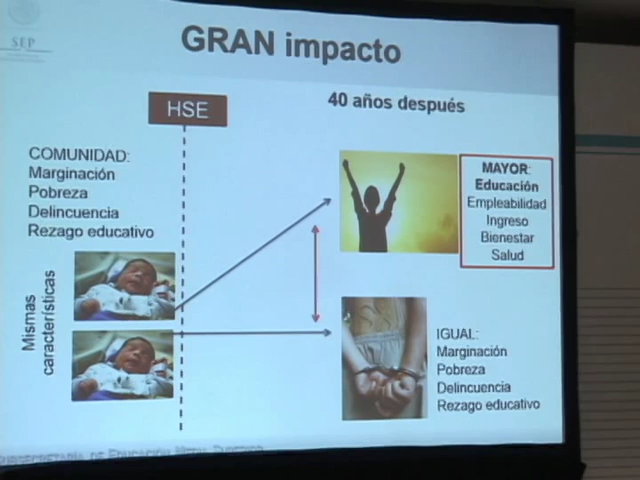 SEP
GRAN impacto
HSE
40 años después
COMUNIDAD:
Marginación
Pobreza
Delincuencia
Rezago educativo
MAYOR:
Educación
Empleabilidad
Ingreso
Bienestar
Salud
Mismas
características
IGUAL:
Marginación
Pobreza
Delincuencia
Rezago educativo